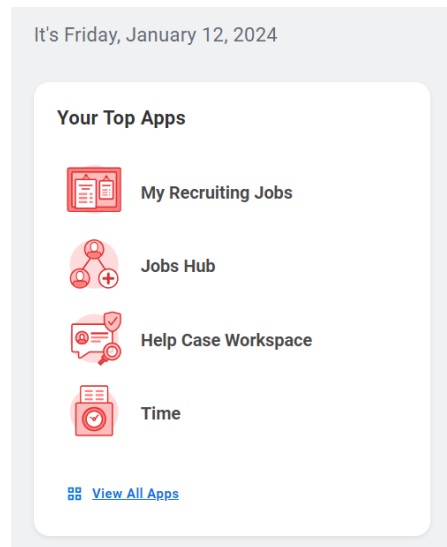 It's Friday, January 12, 2024
Your Top Apps
My Recruiting Jobs
Jobs Hub
Help Case Workspace
Time
View All Apps